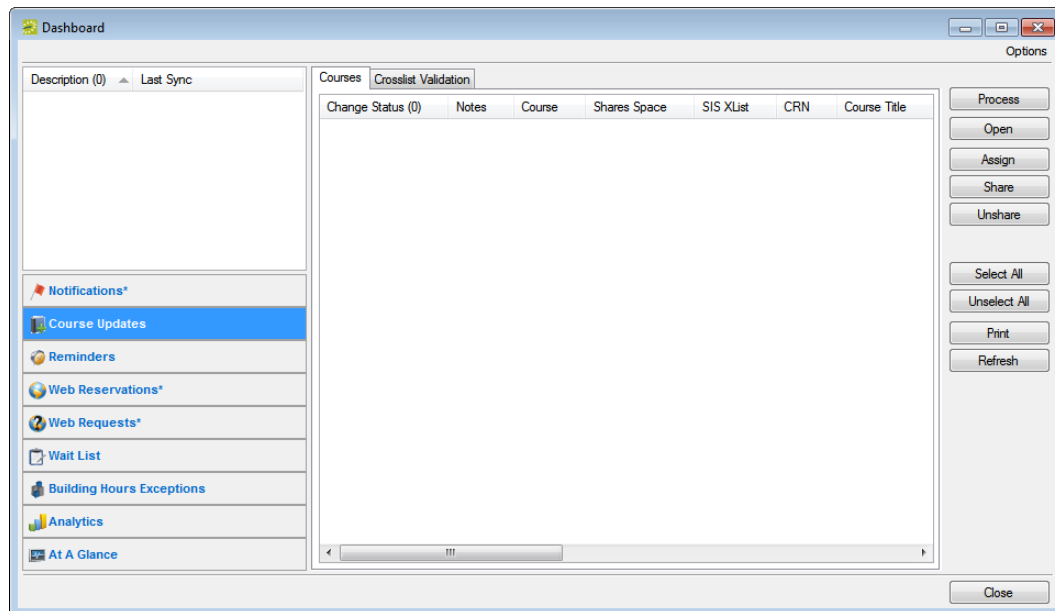 Dashboard
Options
Description (0) Last Sync
Courses Crosslist Validation
Change Status (0) Notes Course Shares Space SIS XList CRN Course Title
Process
Open
Assign
Share
Unshare
Select All
Unselect All
Print
Refresh
Notifications*
Course Updates
Reminders
Web Reservations*
Web Requests*
Wait List
Building Hours Exceptions
Analytics
At A Glance
Close